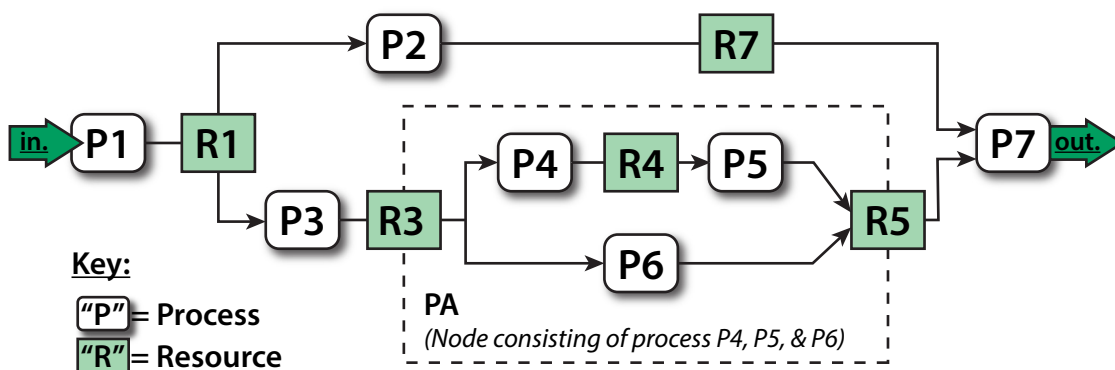 P2
R7
in.
P1
R1
P4
R4
P5
P7
out.
P3
R3
R5
P6
Key:
PA
(Node consisting of process P4, P5, & P6)
“P” = Process
“R” = Resource